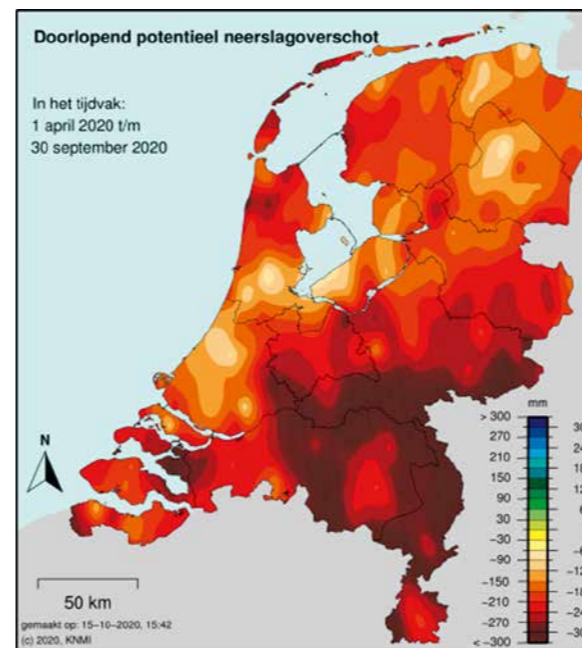 Doorlopend potentieel neerslagoverschot
In het tijdvak:
1 april 2020 t/m
30 september 2020
N
50 km
gemaakt op: 15-10-2020, 15:42
(c) 2020, KNMI
mm
> 300
270
210
150
90
30
-30
-90
-150
-210
-270
< -300